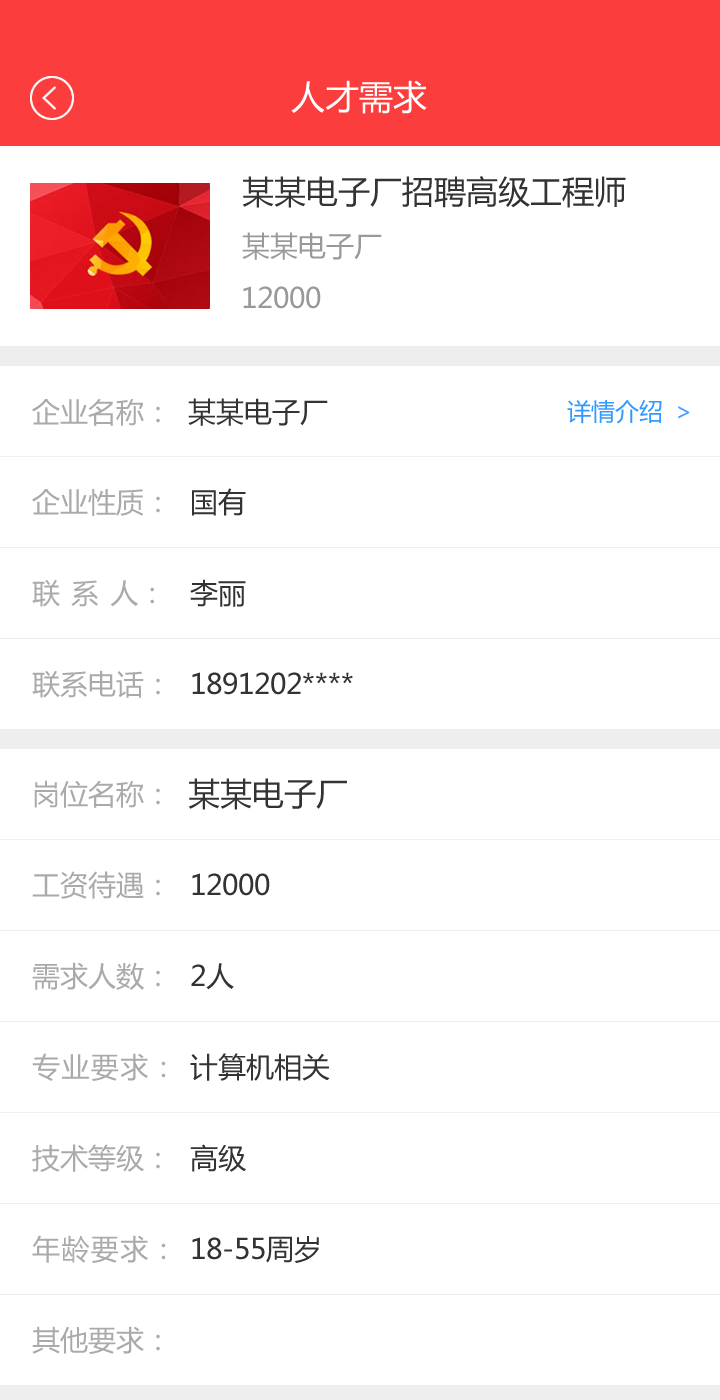 人才需求
某某电子厂招聘高级工程师
某某电子厂
12000
企业名称： 某某电子厂 详情介绍 >
企业性质： 国有
联 系 人： 李丽
联系电话： 1891202****
岗位名称： 某某电子厂
工资待遇： 12000
需求人数： 2人
专业要求： 计算机相关
技术等级： 高级
年龄要求： 18-55周岁
其他要求：